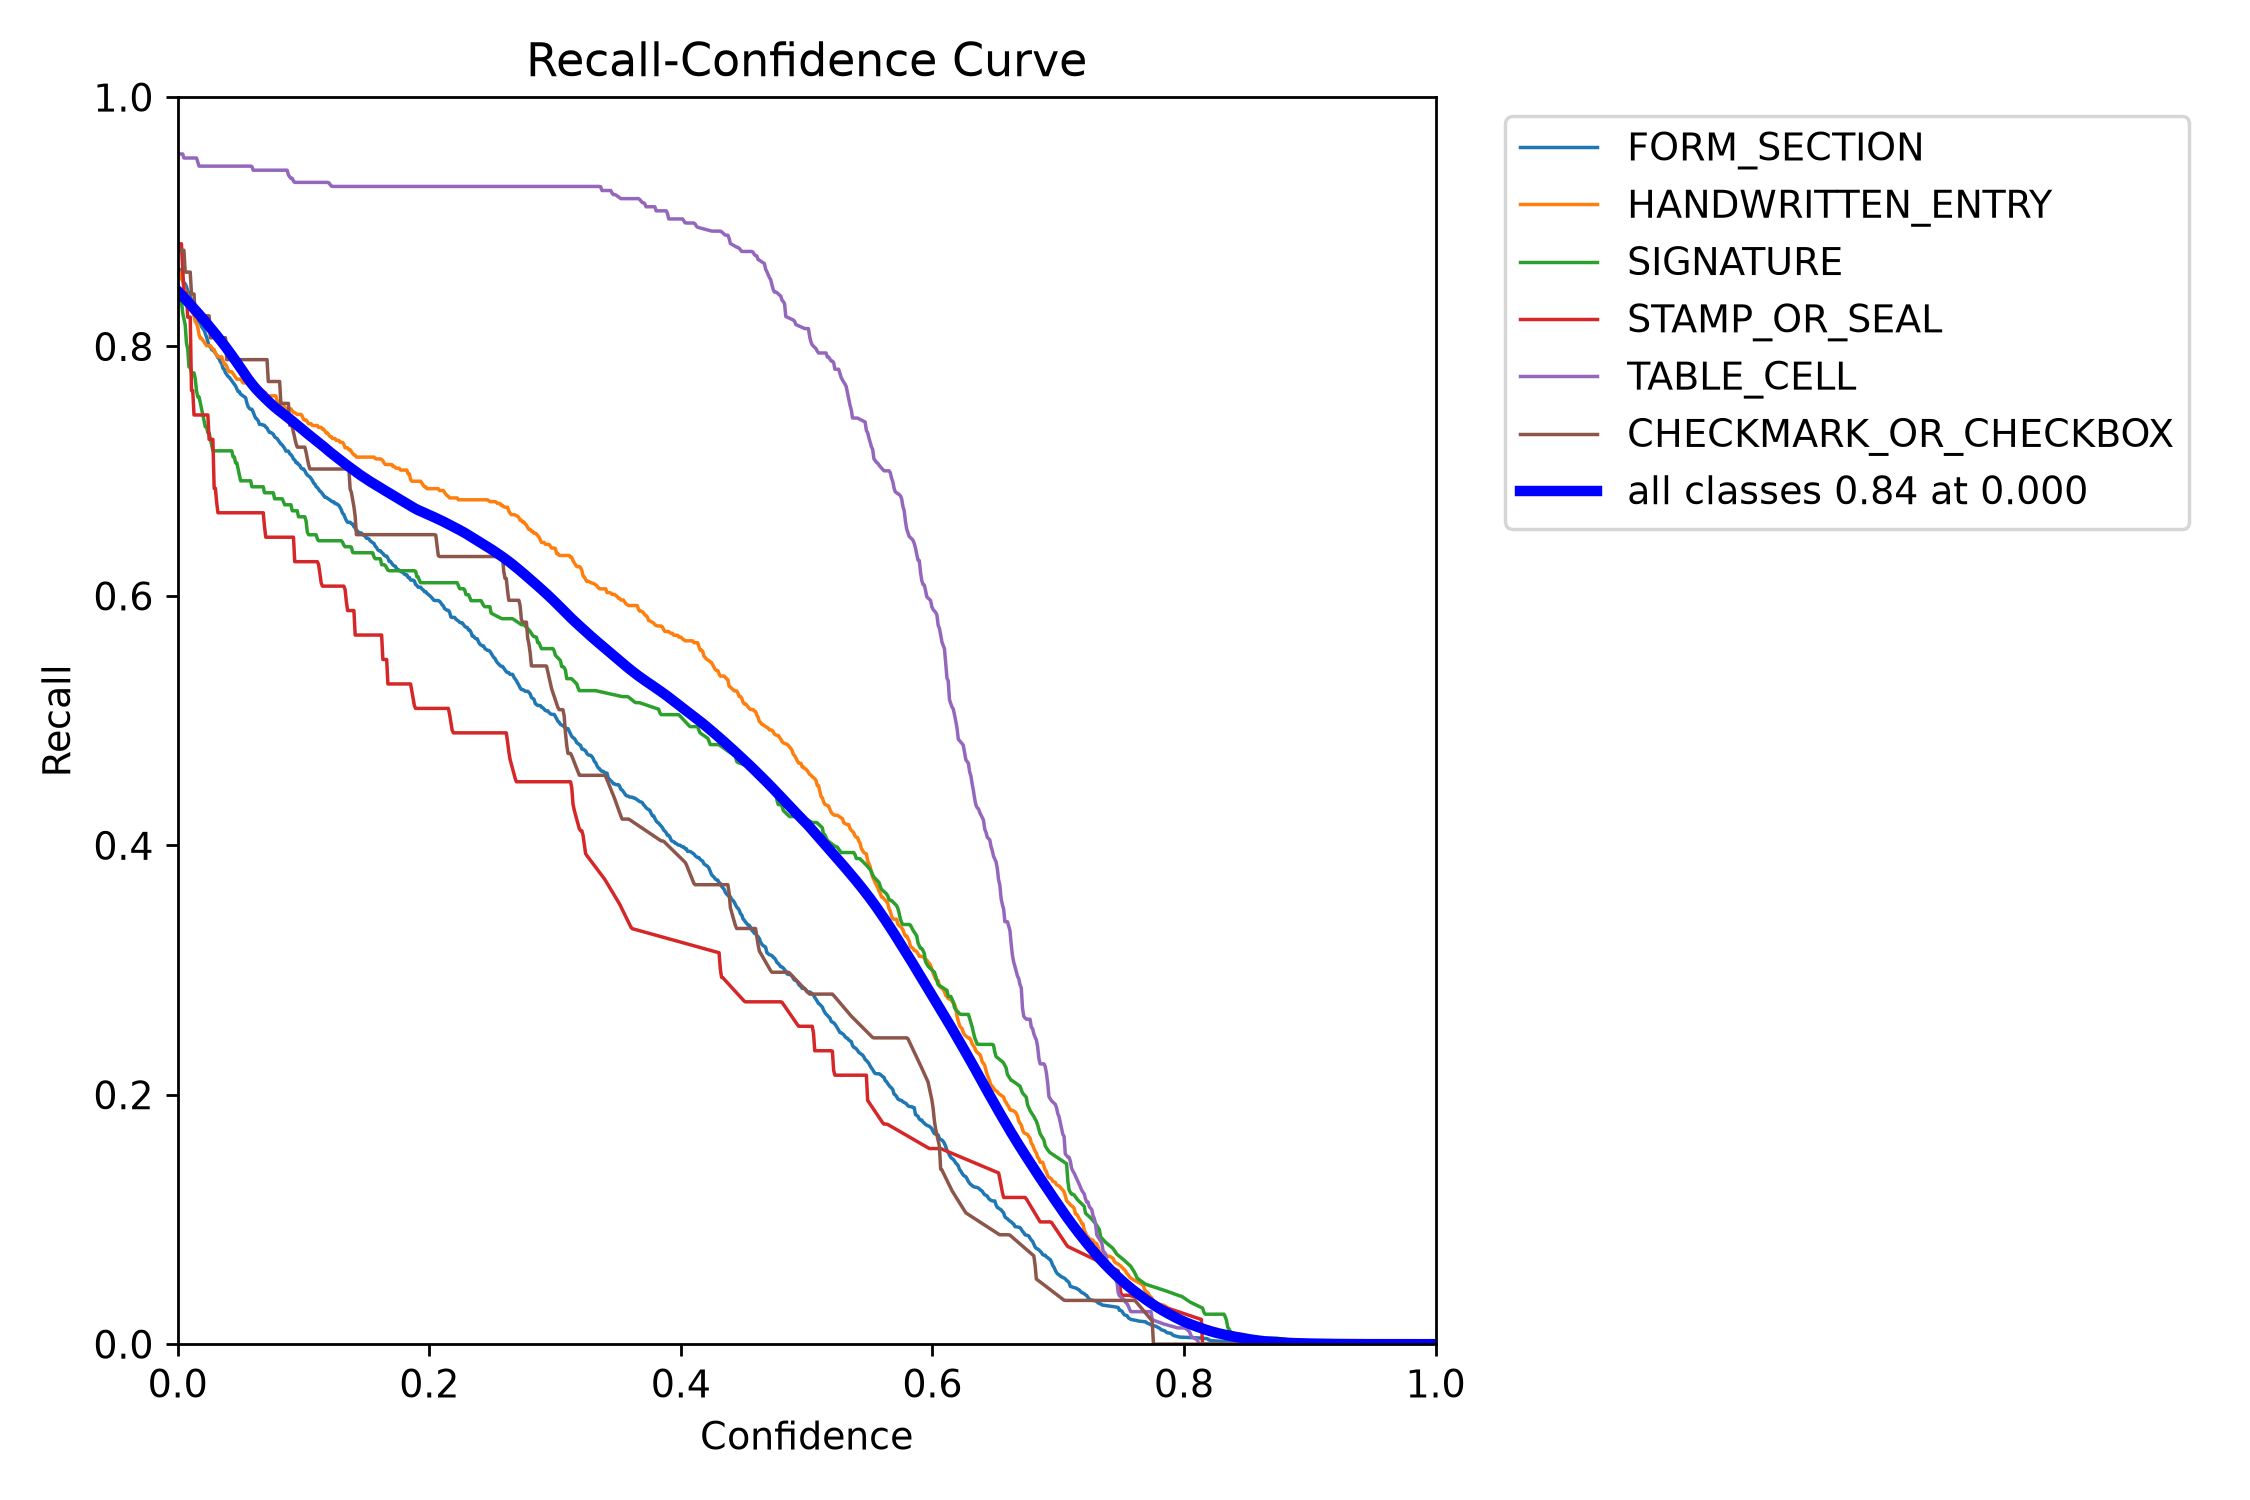 Recall-Confidence Curve
1.0
0.8
0.6
0.4
0.2
0.0
Recall
0.0 0.2 0.4 0.6 0.8 1.0
Confidence
FORM_SECTION
HANDWRITTEN_ENTRY
SIGNATURE
STAMP_OR_SEAL
TABLE_CELL
CHECKMARK_OR_CHECKBOX
all classes 0.84 at 0.000